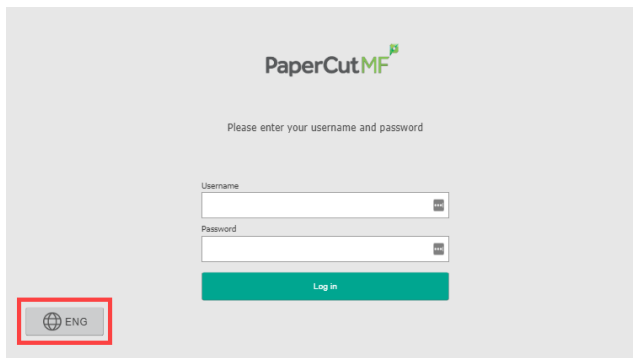 PaperCutMF
Please enter your username and password
Username
Password
Log in
ENG